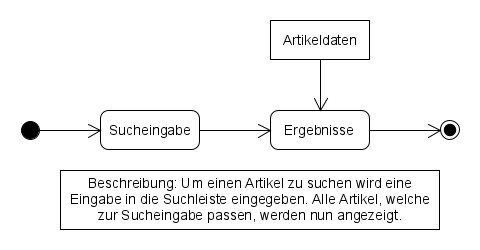 Artikeldaten
Sucheingabe
Ergebnisse
Beschreibung: Um einen Artikel zu suchen wird eine
Eingabe in die Suchleiste eingegeben. Alle Artikel, welche
zur Sucheingabe passen, werden nun angezeigt.